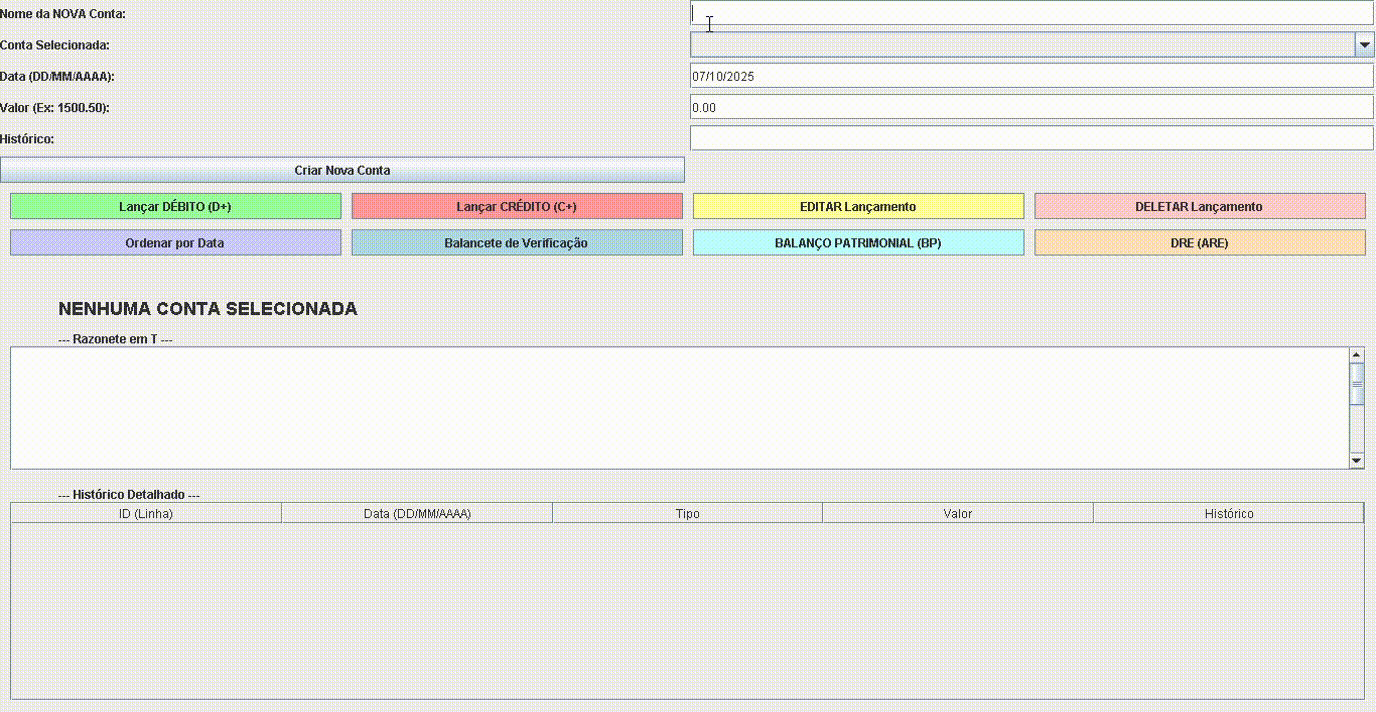 Nome da NOVA Conta:
Conta Selecionada:
Data (DD/MM/AAAA): 07/10/2025
Valor (Ex: 1500.50): 0.00
Histórico:
Criar Nova Conta
Lançar DÉBITO (D+) Lançar CRÉDITO (C+) EDITAR Lançamento DELETAR Lançamento
Ordenar por Data Balancete de Verificação BALANÇO PATRIMONIAL (BP) DRE (ARE)
NENHUMA CONTA SELECIONADA
--- Razonete em T ---
--- Histórico Detalhado ---
ID (Linha) Data (DD/MM/AAAA) Tipo Valor Histórico